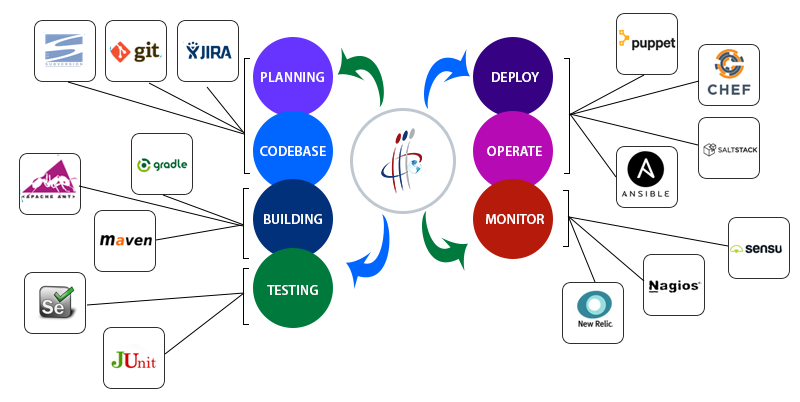 SUBVERSION
git
JIRA
PLANNING
CODEBASE
gradle
<APACHE ANT>
maven
BUILDING
Se
JUnit
TESTING
DEPLOY
OPERATE
puppet
CHEF
SALTSTACK
ANSIBLE
MONITOR
sensu
Nagios®
New Relic.